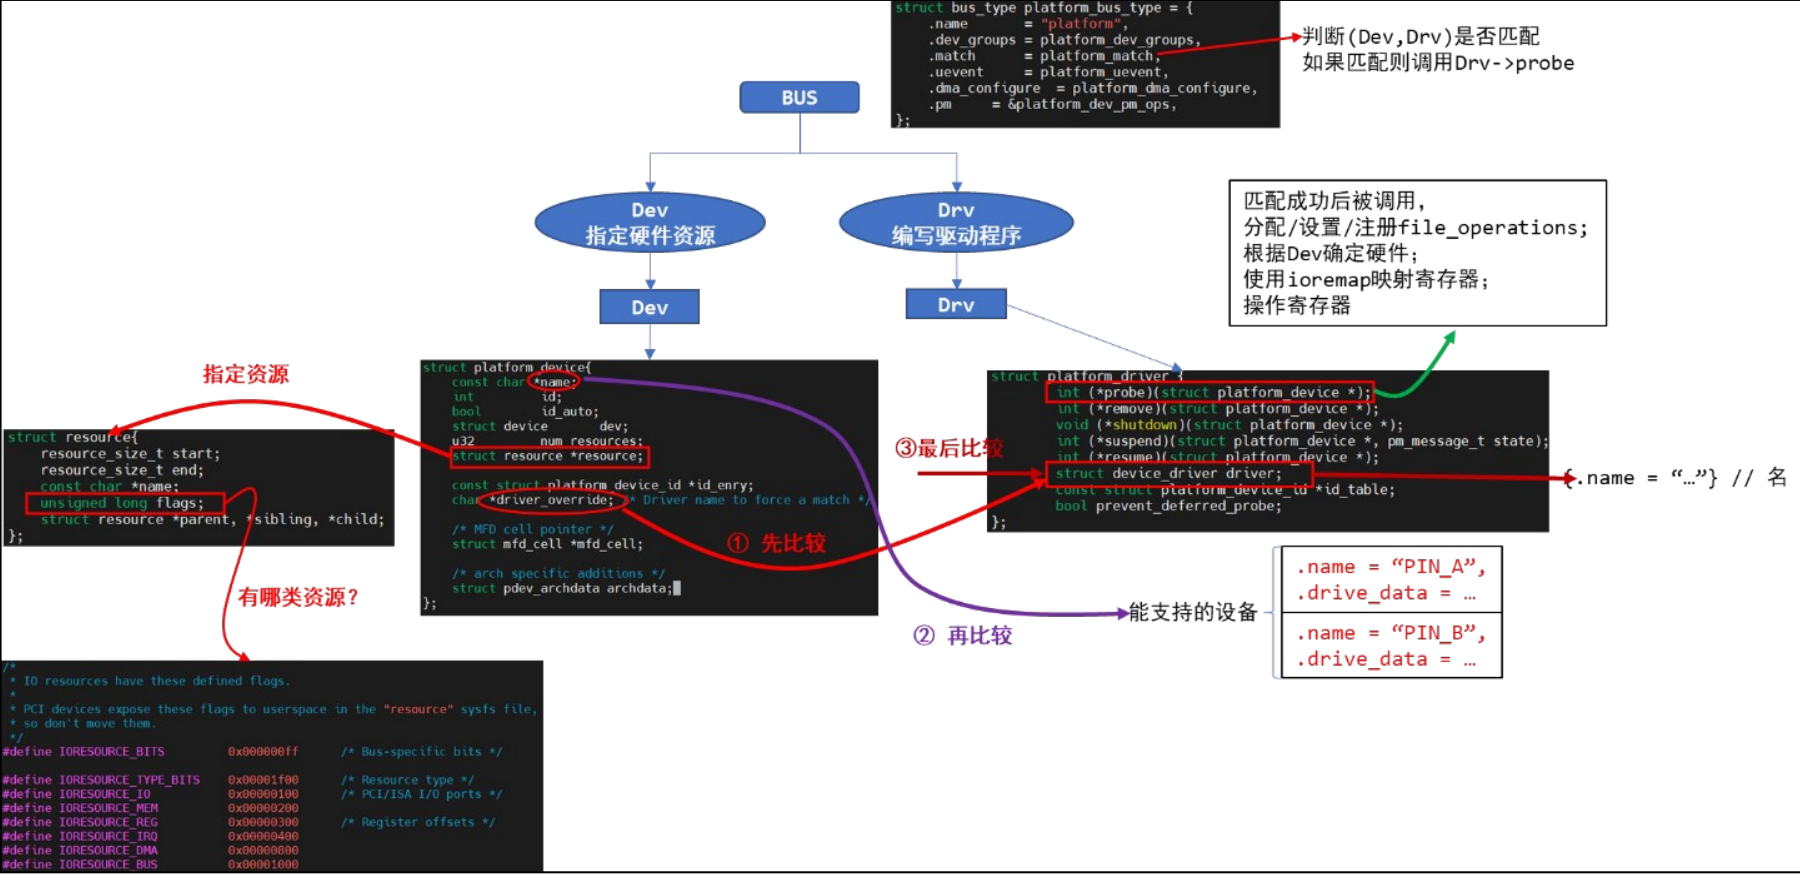 struct bus_type platform_bus_type = {
    .name       = "platform",
    .dev_groups = platform_dev_groups,
    .match      = platform_match,
    .uevent     = platform_uevent,
    .dma_configure  = platform_dma_configure,
    .pm     = &platform_dev_pm_ops,
};
判断(Dev,Drv)是否匹配
如果匹配则调用Drv->probe
BUS
Dev
指定硬件资源
Drv
编写驱动程序
Dev
Drv
匹配成功后被调用，
分配/设置/注册file_operations;
根据Dev确定硬件；
使用ioremap映射寄存器；
操作寄存器
指定资源
struct resource{
    resource_size_t start;
    resource_size_t end;
    const char *name;
    unsigned long flags;
    struct resource *parent, *sibling, *child;
};
有哪类资源？
struct platform_device{
    const char *name;
    int         id;
    bool        id_auto;
    struct device       dev;
    u32         num_resources;
    struct resource *resource;
    const struct platform_device_id *id_enry;
    char *driver_override; /* Driver name to force a match */
    /* MFD cell pointer */
    struct mfd_cell *mfd_cell;
    /* arch specific additions */
    struct pdev_archdata archdata;
};
① 先比较
② 再比较
③最后比较
struct platform_driver {
    int (*probe)(struct platform_device *);
    int (*remove)(struct platform_device *);
    void (*shutdown)(struct platform_device *);
    int (*suspend)(struct platform_device *, pm_message_t state);
    int (*resume)(struct platform_device *);
    struct device_driver driver;
    const struct platform_device_id *id_table;
    bool prevent_deferred_probe;
};
{.name = “…”} // 名
能支持的设备
.name = “PIN_A”,
.drive_data = …
.name = “PIN_B”,
.drive_data = …
/*
 * IO resources have these defined flags.
 *
 * PCI devices expose these flags to userspace in the "resource" sysfs file,
 * so don't move them.
 */
#define IORESOURCE_BITS         0x000000ff      /* Bus-specific bits */
#define IORESOURCE_TYPE_BITS    0x00001f00      /* Resource type */
#define IORESOURCE_IO           0x00000100      /* PCI/ISA I/O ports */
#define IORESOURCE_MEM          0x00000200
#define IORESOURCE_REG          0x00000300      /* Register offsets */
#define IORESOURCE_IRQ          0x00000400
#define IORESOURCE_DMA          0x00000800
#define IORESOURCE_BUS          0x00001000